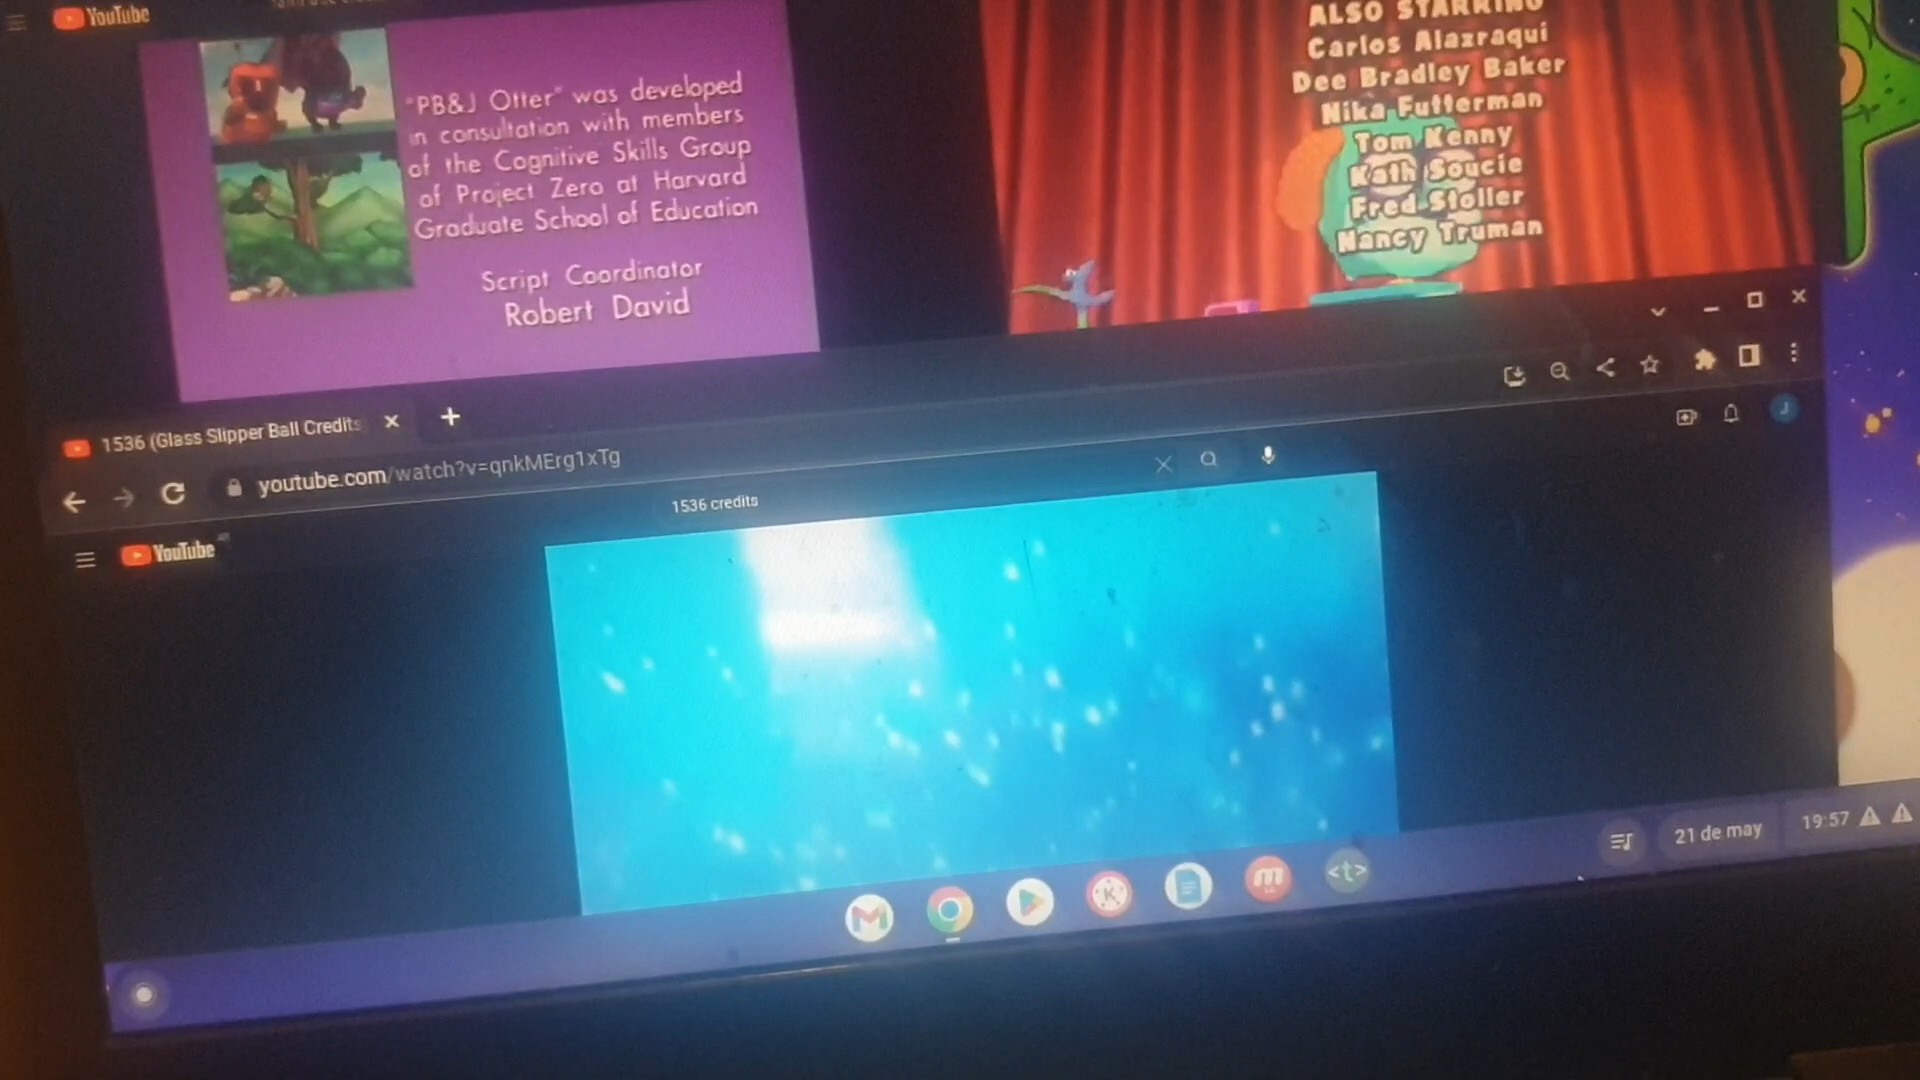 YouTube
"PB&J Otter" was developed
in consultation with members
of the Cognitive Skills Group
of Project Zero at Harvard
Graduate School of Education
Script Coordinator
Robert David
ALSO STARRING
Carlos Alazraqui
Dee Bradley Baker
Nika Futterman
Tom Kenny
Kath Soucie
Fred Stoller
Nancy Truman
1536 (Glass Slipper Ball Credits
youtube.com/watch?v=qnkMErg1xTg
J
YouTube
1536 credits
K
m
<t>
21 de may
19:57